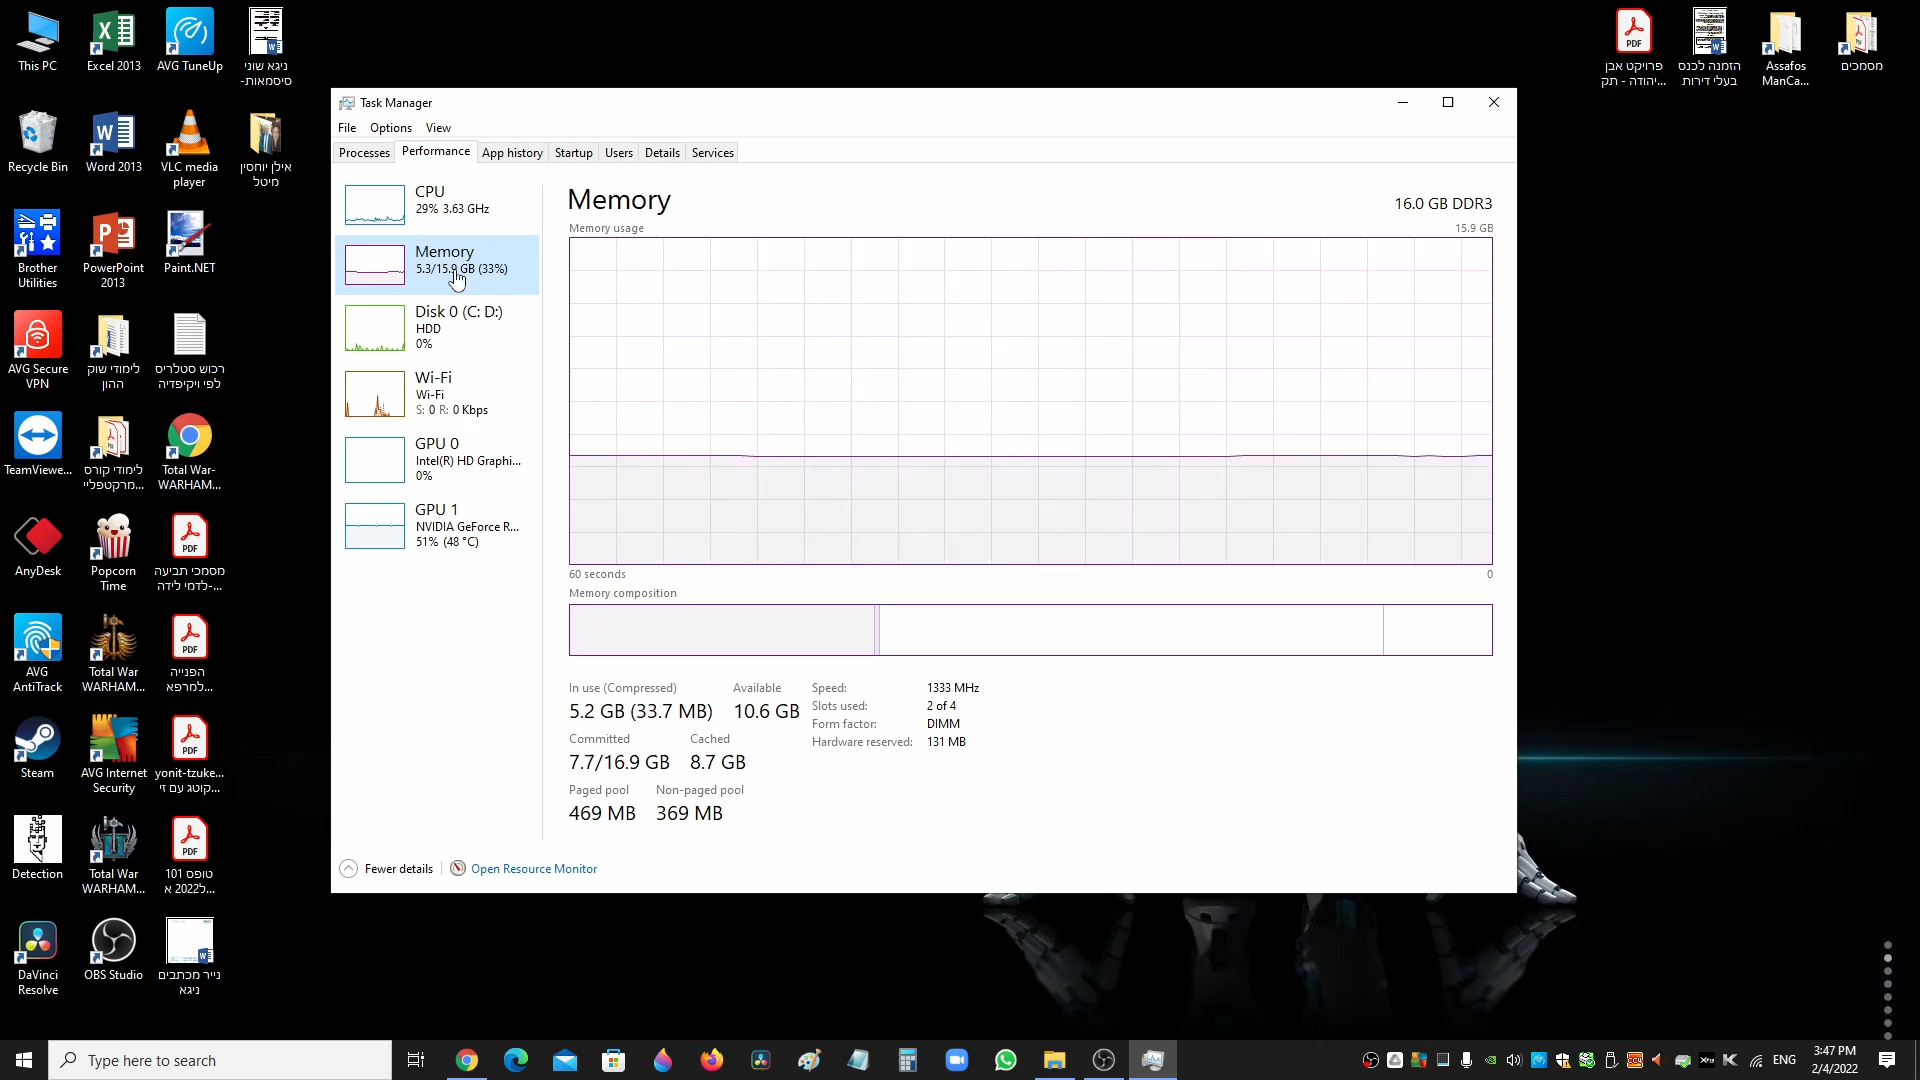 This PC
Excel 2013
AVG TuneUp
ניגא שוני
סיסמאות-
פרויקט אבן
יהודה - תק...
הזמנה לכנס
בעלי דירות
Assafos
ManCa...
מסמכים
Recycle Bin
Word 2013
VLC media
player
אילן יוחסין
מיטל
Brother
Utilities
PowerPoint
2013
Paint.NET
AVG Secure
VPN
לימודי שוק
ההון
רכוש סטלריס
לפי ויקיפדיה
TeamViewe...
לימודי קורס
מרקטפליי...
Total War-
WARHAM...
AnyDesk
Popcorn
Time
מסמכי תביעה
לדמי לידה-...
AVG
AntiTrack
Total War
WARHAM...
הפנייה
למרפא...
Steam
AVG Internet
Security
yonit-tzuke...
קוטג עם זי...
Detection
Total War
WARHAM...
טופס 101
ל2022 א...
DaVinci
Resolve
OBS Studio
נייר מכתבים
ניגא
Task Manager
File Options View
Processes Performance App history Startup Users Details Services
CPU
29% 3.63 GHz
Memory
5.3/15.9 GB (33%)
Disk 0 (C: D:)
HDD
0%
Wi-Fi
Wi-Fi
S: 0 R: 0 Kbps
GPU 0
Intel(R) HD Graphi...
0%
GPU 1
NVIDIA GeForce R...
51% (48 °C)
Memory
16.0 GB DDR3
Memory usage
15.9 GB
60 seconds
0
Memory composition
In use (Compressed)
5.2 GB (33.7 MB)
Available
10.6 GB
Committed
7.7/16.9 GB
Cached
8.7 GB
Paged pool
469 MB
Non-paged pool
369 MB
Speed: 1333 MHz
Slots used: 2 of 4
Form factor: DIMM
Hardware reserved: 131 MB
Fewer details
Open Resource Monitor
Type here to search
ENG
3:47 PM
2/4/2022